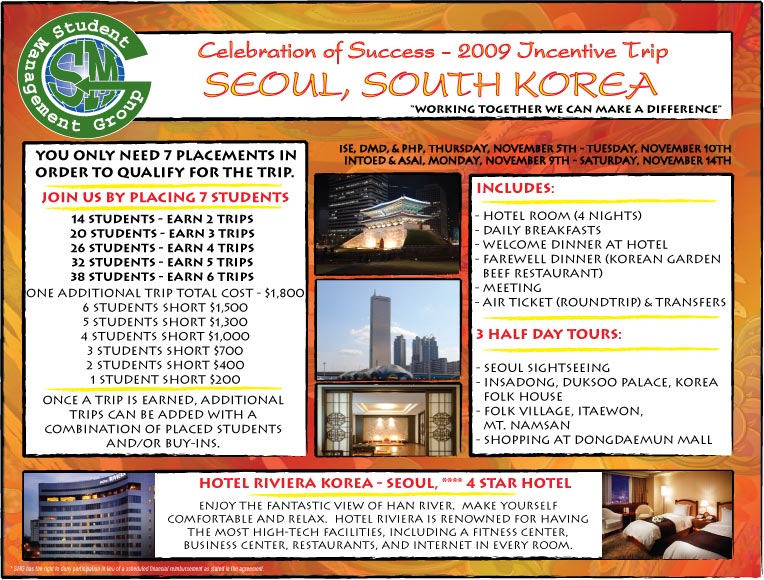 Student
Management Group
SMG
Celebration of Success - 2009 Incentive Trip
SEOUL, SOUTH KOREA
"WORKING TOGETHER WE CAN MAKE A DIFFERENCE"
ISE, DMD, & PHP, THURSDAY, NOVEMBER 5TH - TUESDAY, NOVEMBER 10TH
INTOED & ASAI, MONDAY, NOVEMBER 9TH - SATURDAY, NOVEMBER 14TH
YOU ONLY NEED 7 PLACEMENTS IN
ORDER TO QUALIFY FOR THE TRIP.
JOIN US BY PLACING 7 STUDENTS
14 STUDENTS - EARN 2 TRIPS
20 STUDENTS - EARN 3 TRIPS
26 STUDENTS - EARN 4 TRIPS
32 STUDENTS - EARN 5 TRIPS
38 STUDENTS - EARN 6 TRIPS
ONE ADDITIONAL TRIP TOTAL COST - $1,800
6 STUDENTS SHORT $1,500
5 STUDENTS SHORT $1,300
4 STUDENTS SHORT $1,000
3 STUDENTS SHORT $700
2 STUDENTS SHORT $400
1 STUDENT SHORT $200
ONCE A TRIP IS EARNED, ADDITIONAL
TRIPS CAN BE ADDED WITH A
COMBINATION OF PLACED STUDENTS
AND/OR BUY-INS.
INCLUDES:
- HOTEL ROOM (4 NIGHTS)
- DAILY BREAKFASTS
- WELCOME DINNER AT HOTEL
- FAREWELL DINNER (KOREAN GARDEN
BEEF RESTAURANT)
- MEETING
- AIR TICKET (ROUNDTRIP) & TRANSFERS
3 HALF DAY TOURS:
- SEOUL SIGHTSEEING
- INSADONG, DUKSOO PALACE, KOREA
FOLK HOUSE
- FOLK VILLAGE, ITAEWON,
MT. NAMSAN
- SHOPPING AT DONGDAEMUN MALL
HOTEL RIVIERA KOREA - SEOUL, **** 4 STAR HOTEL
ENJOY THE FANTASTIC VIEW OF HAN RIVER. MAKE YOURSELF
COMFORTABLE AND RELAX. HOTEL RIVIERA IS RENOWNED FOR HAVING
THE MOST HIGH-TECH FACILITIES, INCLUDING A FITNESS CENTER,
BUSINESS CENTER, RESTAURANTS, AND INTERNET IN EVERY ROOM.
* SMG has the right to deny participation in lieu of a scheduled financial reimbursement as stated in the agreement.